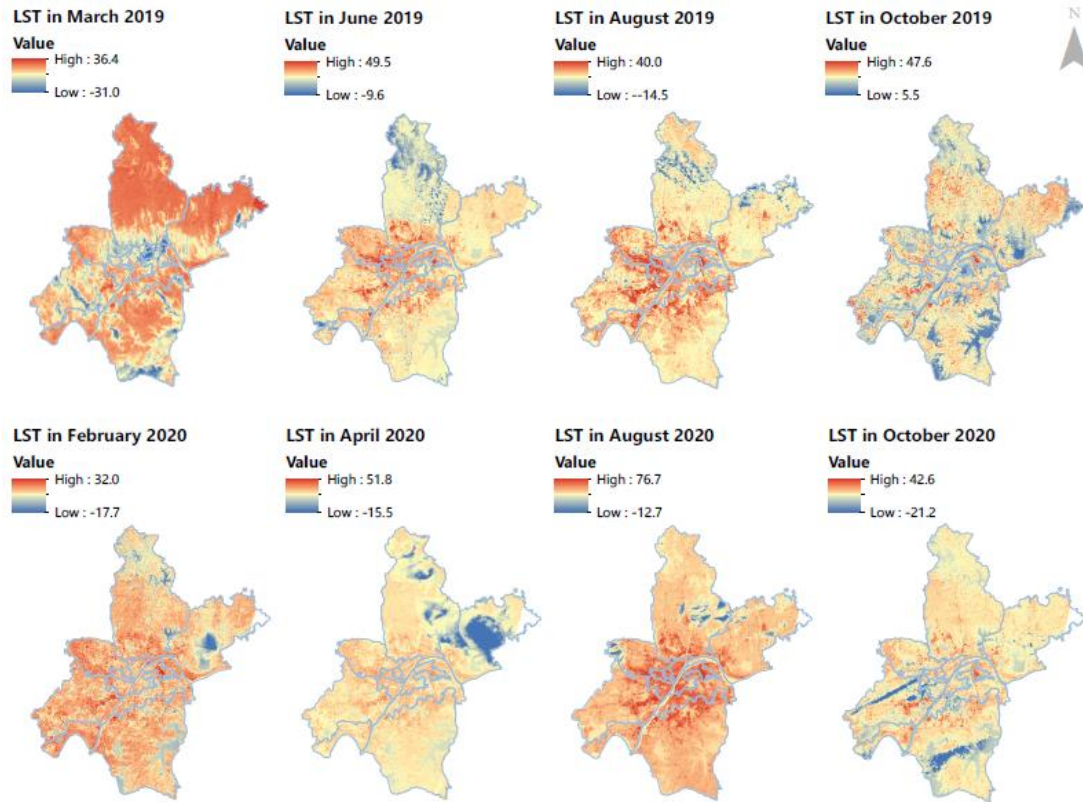 LST in March 2019
Value
High : 36.4
Low : -31.0
LST in June 2019
Value
High : 49.5
Low : -9.6
LST in August 2019
Value
High : 40.0
Low : --14.5
LST in October 2019
Value
High : 47.6
Low : 5.5
N
LST in February 2020
Value
High : 32.0
Low : -17.7
LST in April 2020
Value
High : 51.8
Low : -15.5
LST in August 2020
Value
High : 76.7
Low : -12.7
LST in October 2020
Value
High : 42.6
Low : -21.2